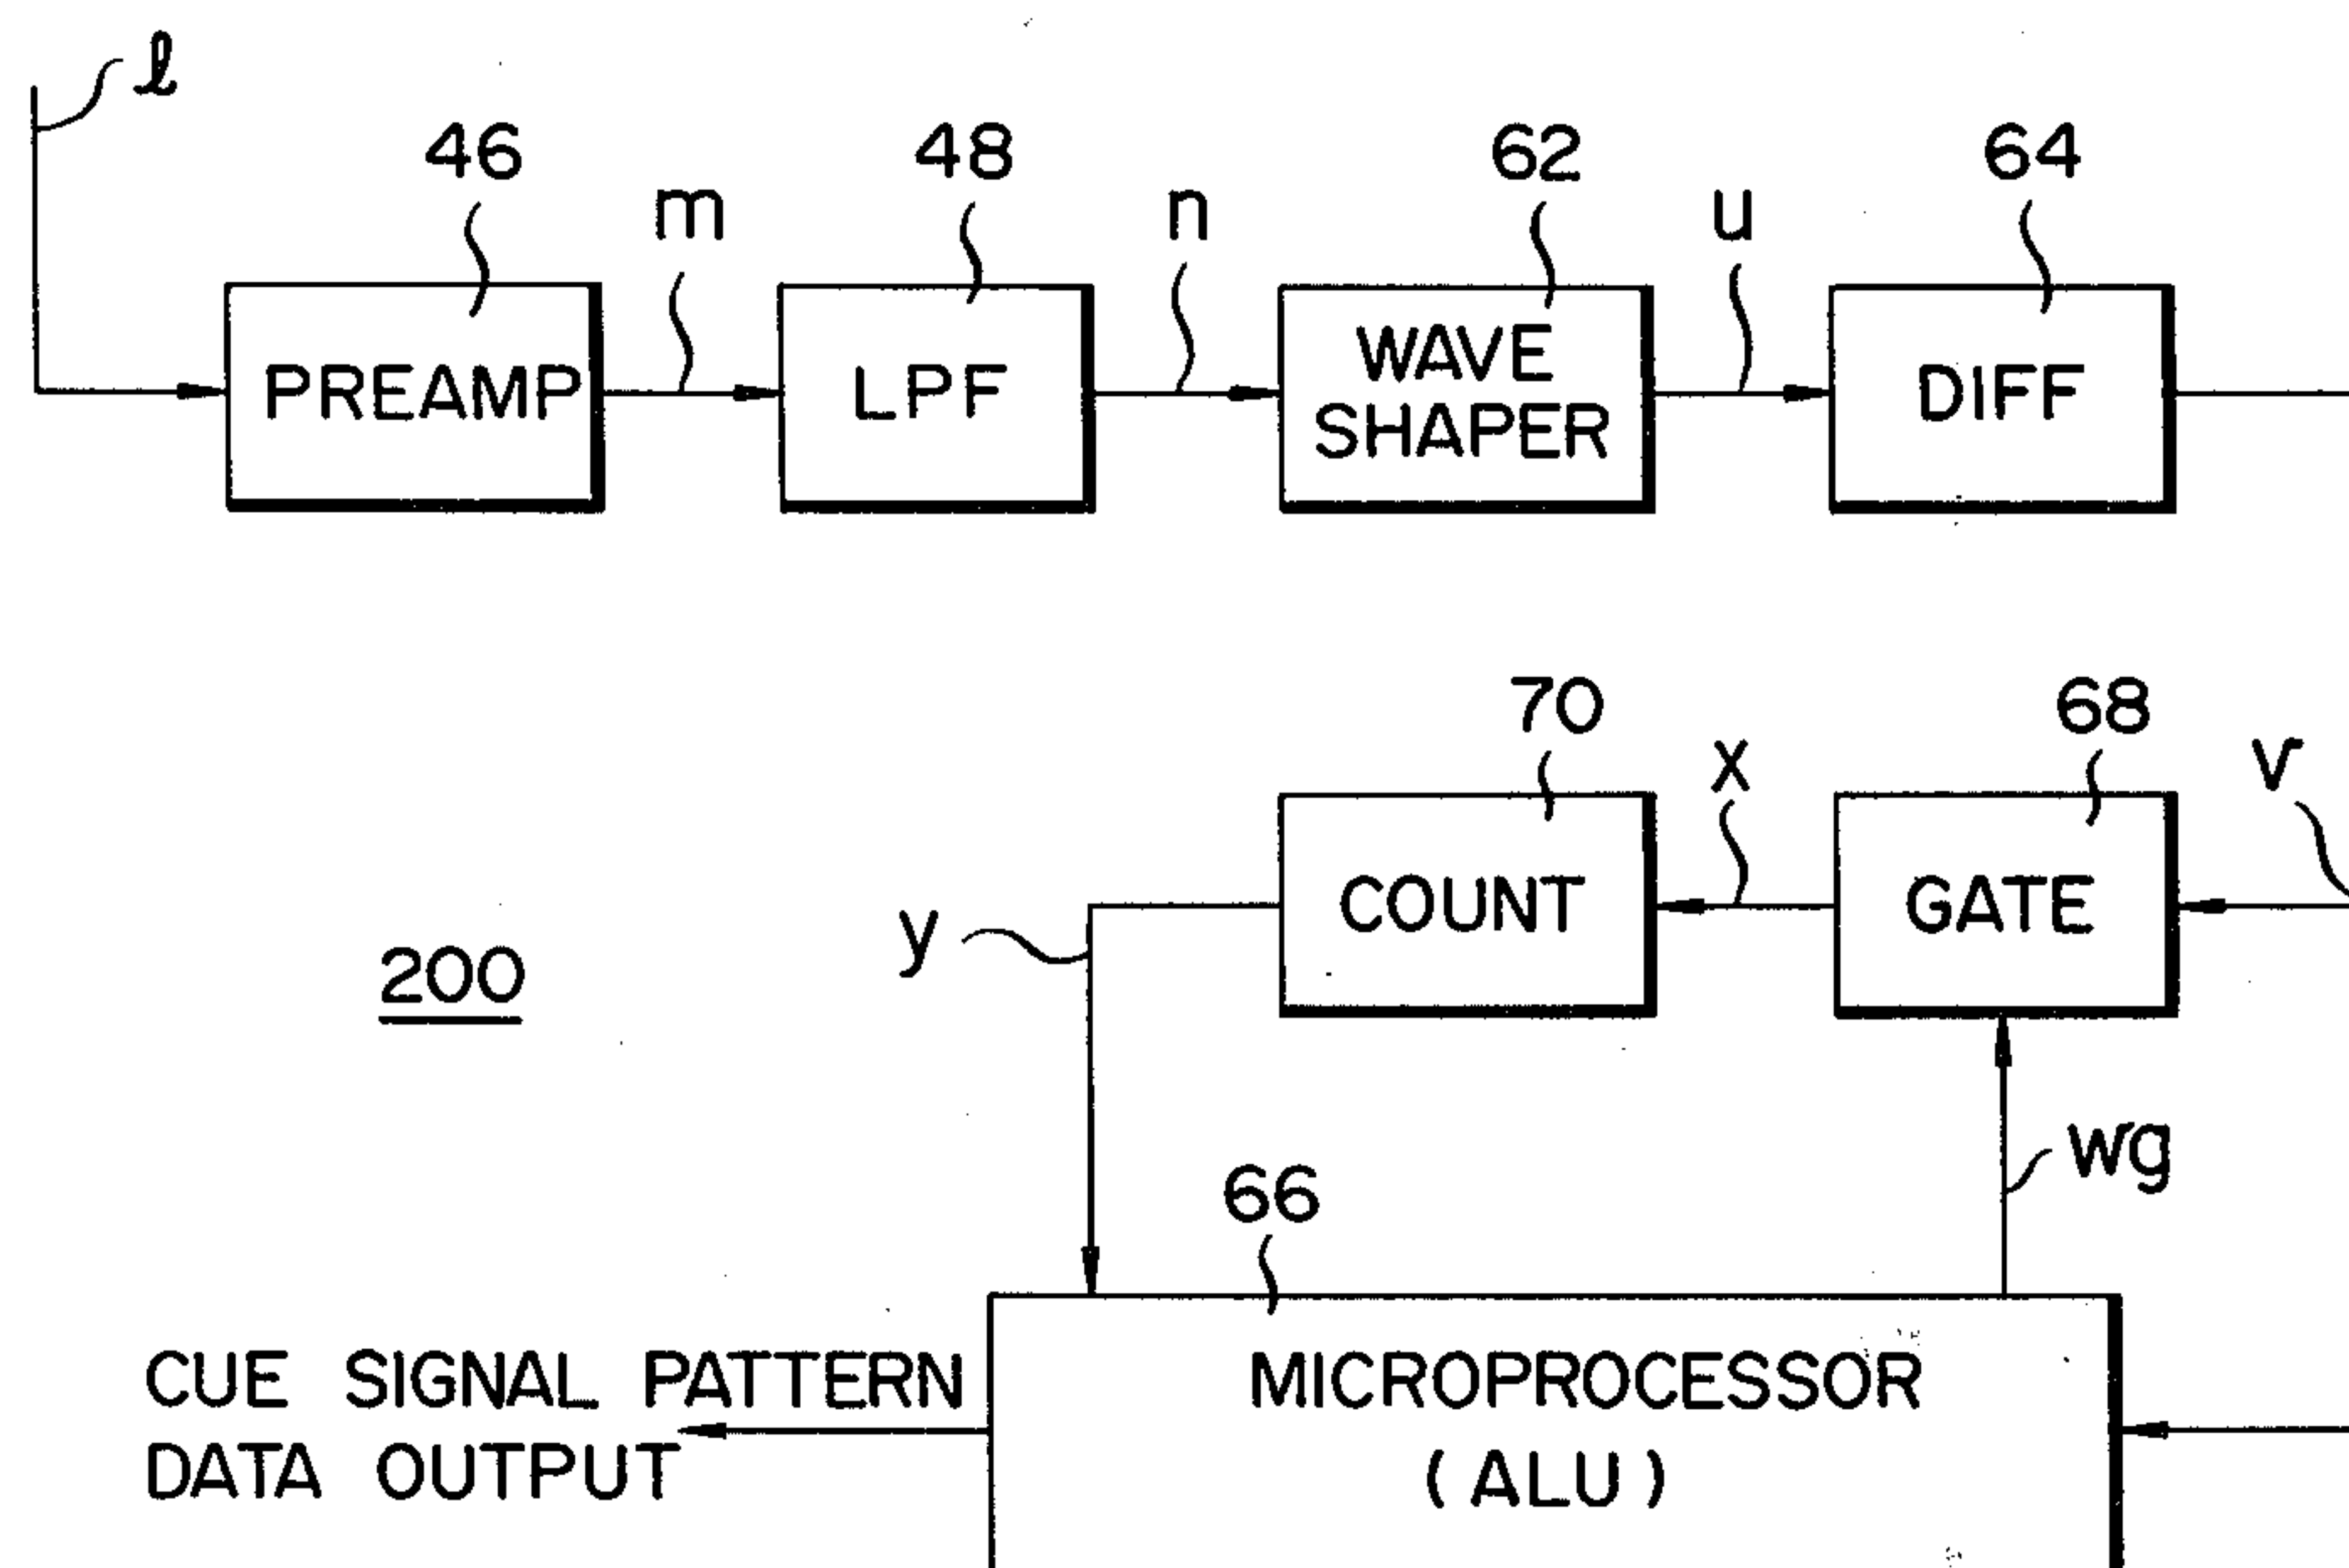 l
46
m
48
n
62
u
64
PREAMP
LPF
WAVE
SHAPER
DIFF
70
x
68
v
COUNT
GATE
y
200
wg
66
CUE SIGNAL PATTERN
DATA OUTPUT
MICROPROCESSOR
(ALU)